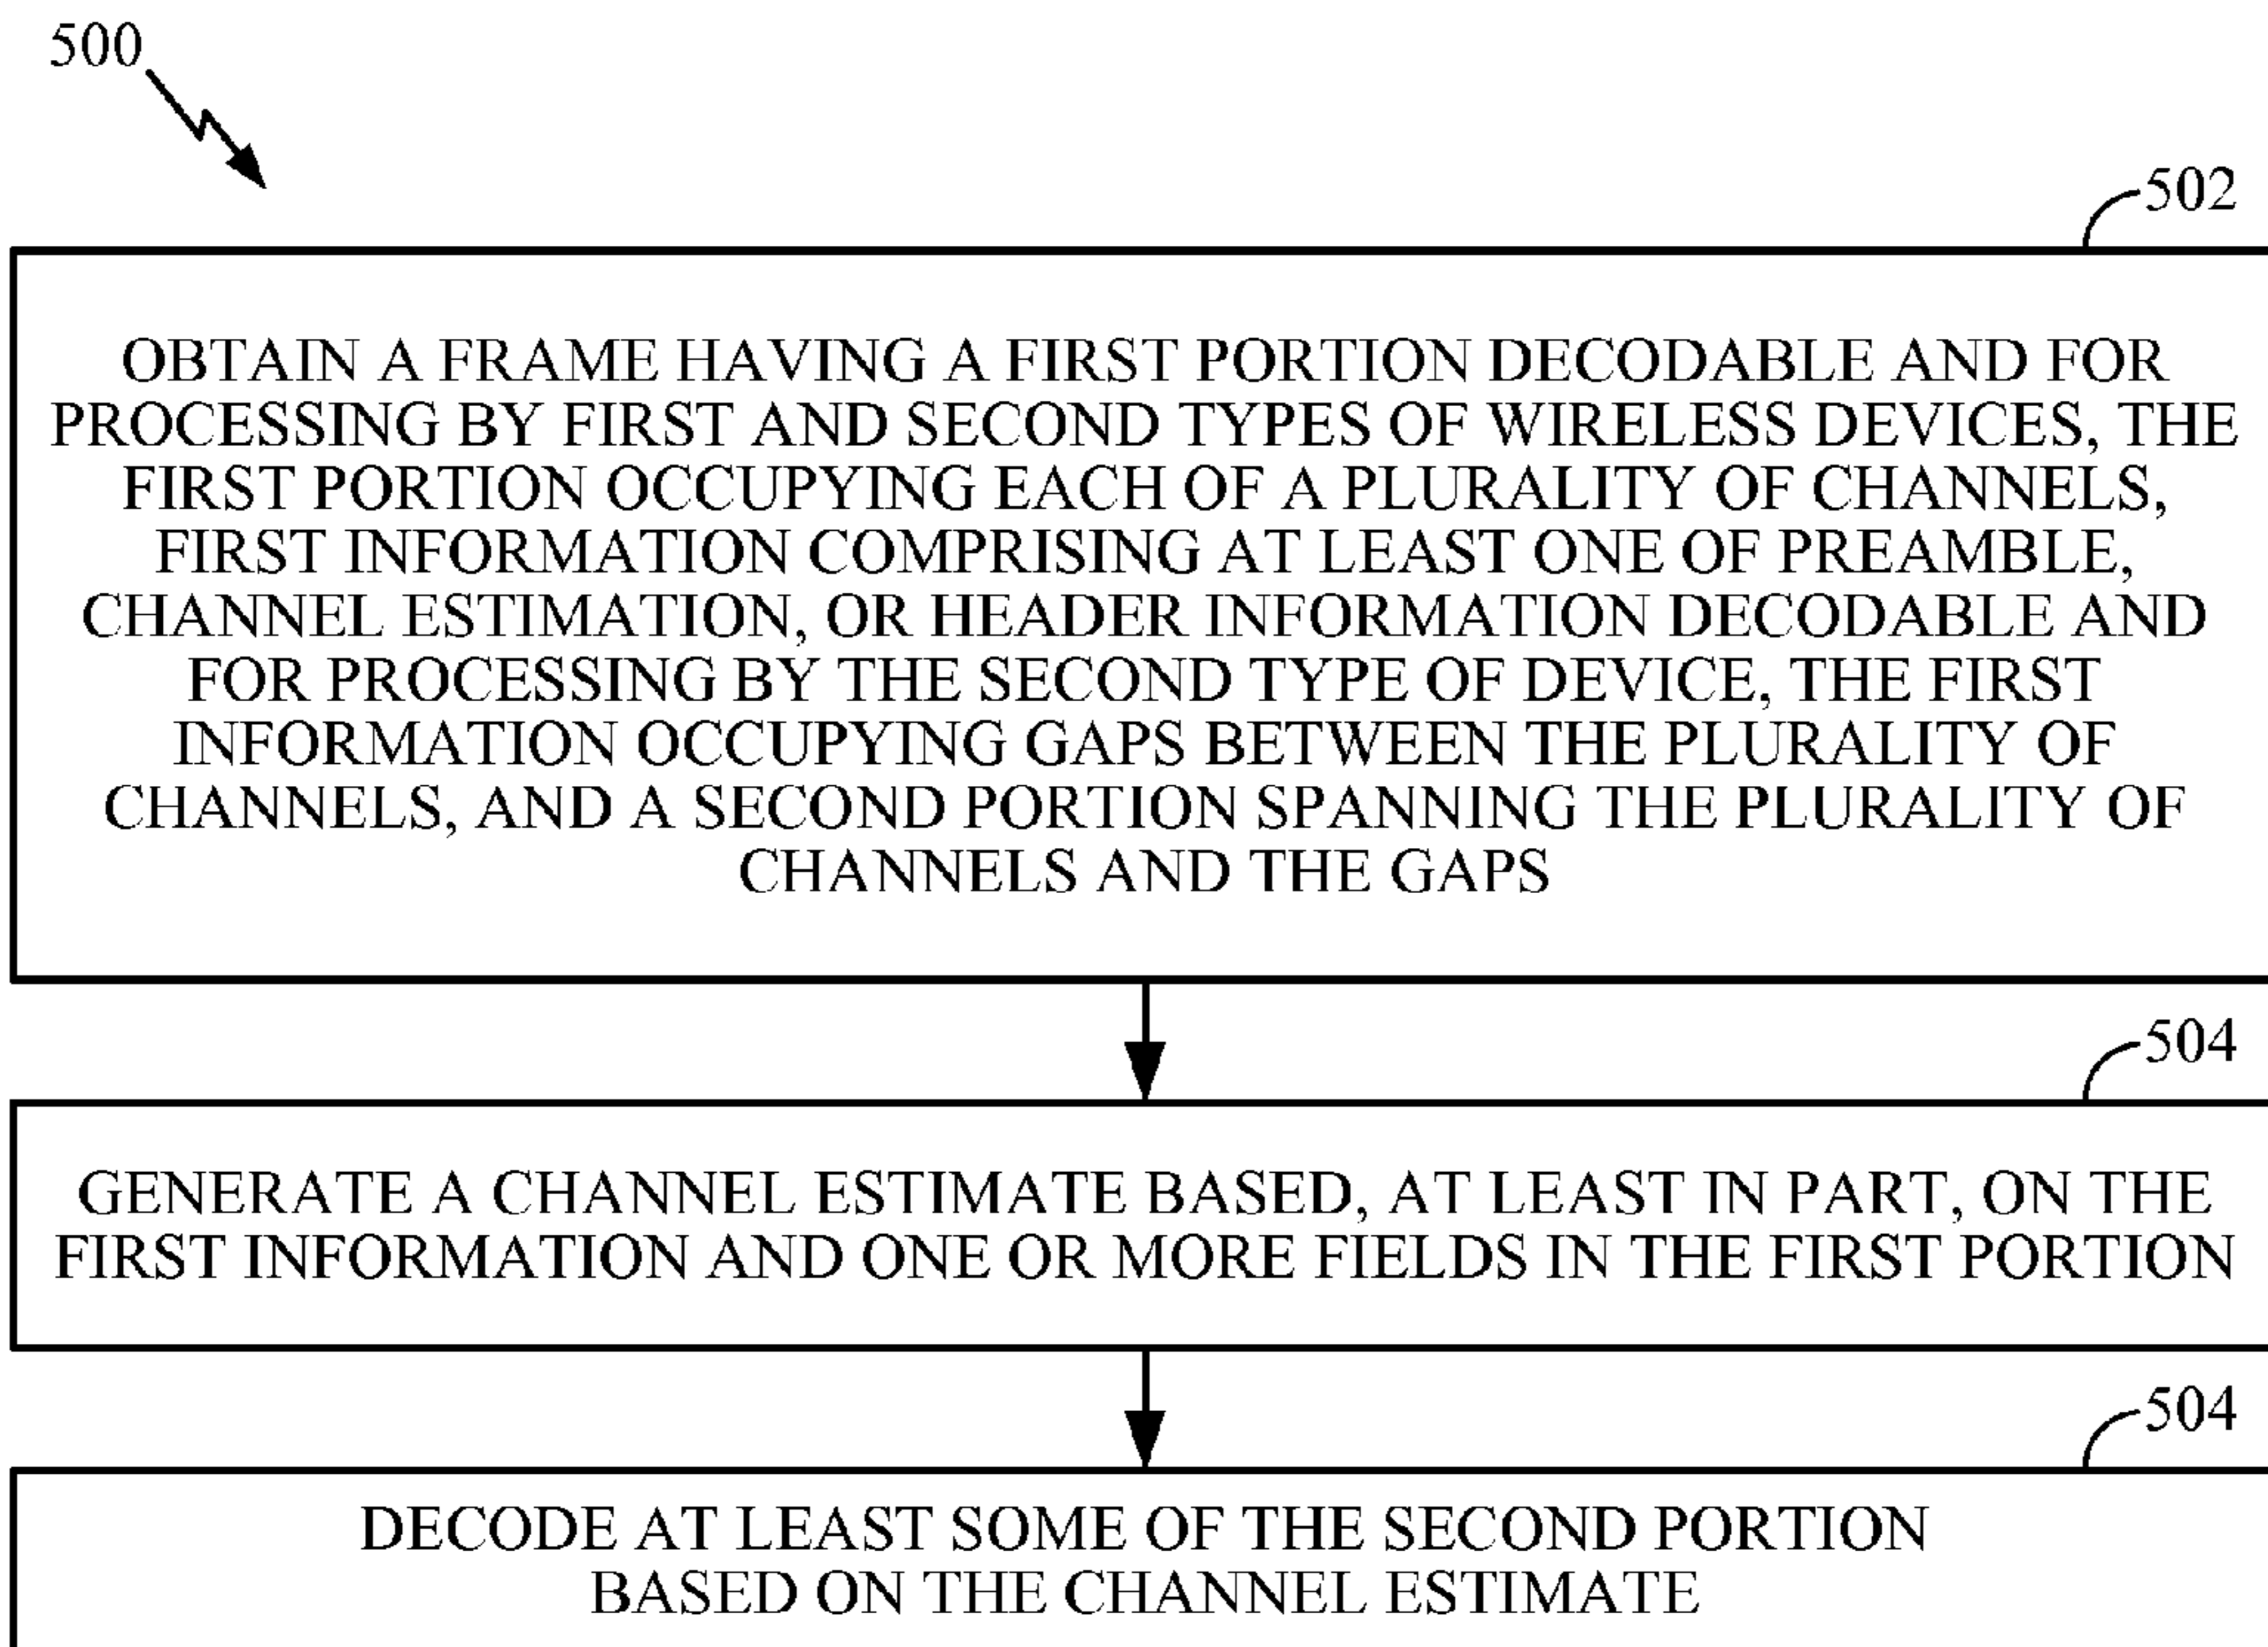 500
502
OBTAIN A FRAME HAVING A FIRST PORTION DECODABLE AND FOR
PROCESSING BY FIRST AND SECOND TYPES OF WIRELESS DEVICES, THE
FIRST PORTION OCCUPYING EACH OF A PLURALITY OF CHANNELS,
FIRST INFORMATION COMPRISING AT LEAST ONE OF PREAMBLE,
CHANNEL ESTIMATION, OR HEADER INFORMATION DECODABLE AND
FOR PROCESSING BY THE SECOND TYPE OF DEVICE, THE FIRST
INFORMATION OCCUPYING GAPS BETWEEN THE PLURALITY OF
CHANNELS, AND A SECOND PORTION SPANNING THE PLURALITY OF
CHANNELS AND THE GAPS
504
GENERATE A CHANNEL ESTIMATE BASED, AT LEAST IN PART, ON THE
FIRST INFORMATION AND ONE OR MORE FIELDS IN THE FIRST PORTION
504
DECODE AT LEAST SOME OF THE SECOND PORTION
BASED ON THE CHANNEL ESTIMATE